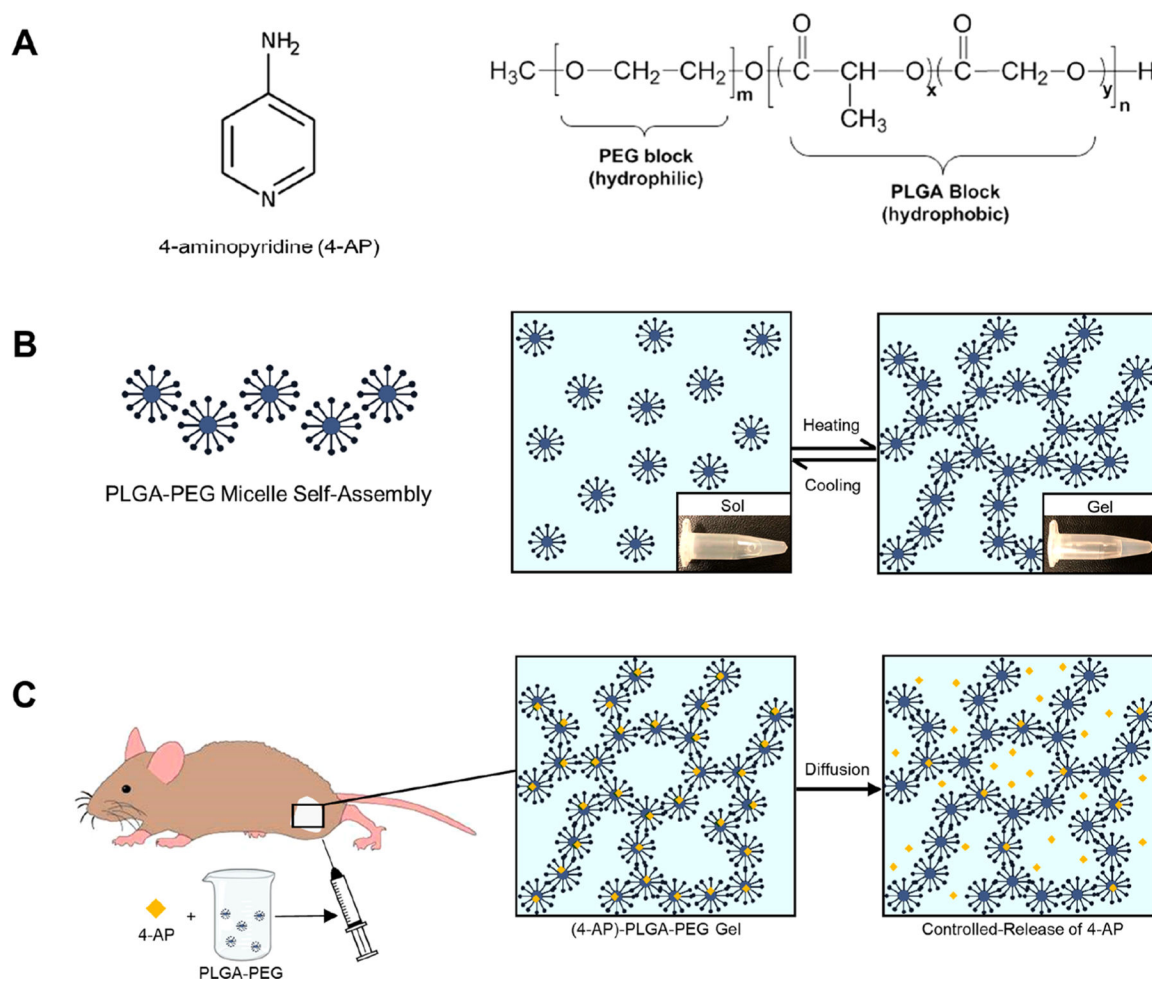 A
NH2
N
4-aminopyridine (4-AP)
H3C O CH2 CH2 m O O C CH O x O C CH2 O y n H
CH3
PEG block
(hydrophilic)
PLGA Block
(hydrophobic)
B
PLGA-PEG Micelle Self-Assembly
Heating
Cooling
Sol
Gel
C
4-AP
+
PLGA-PEG
Diffusion
(4-AP)-PLGA-PEG Gel
Controlled-Release of 4-AP